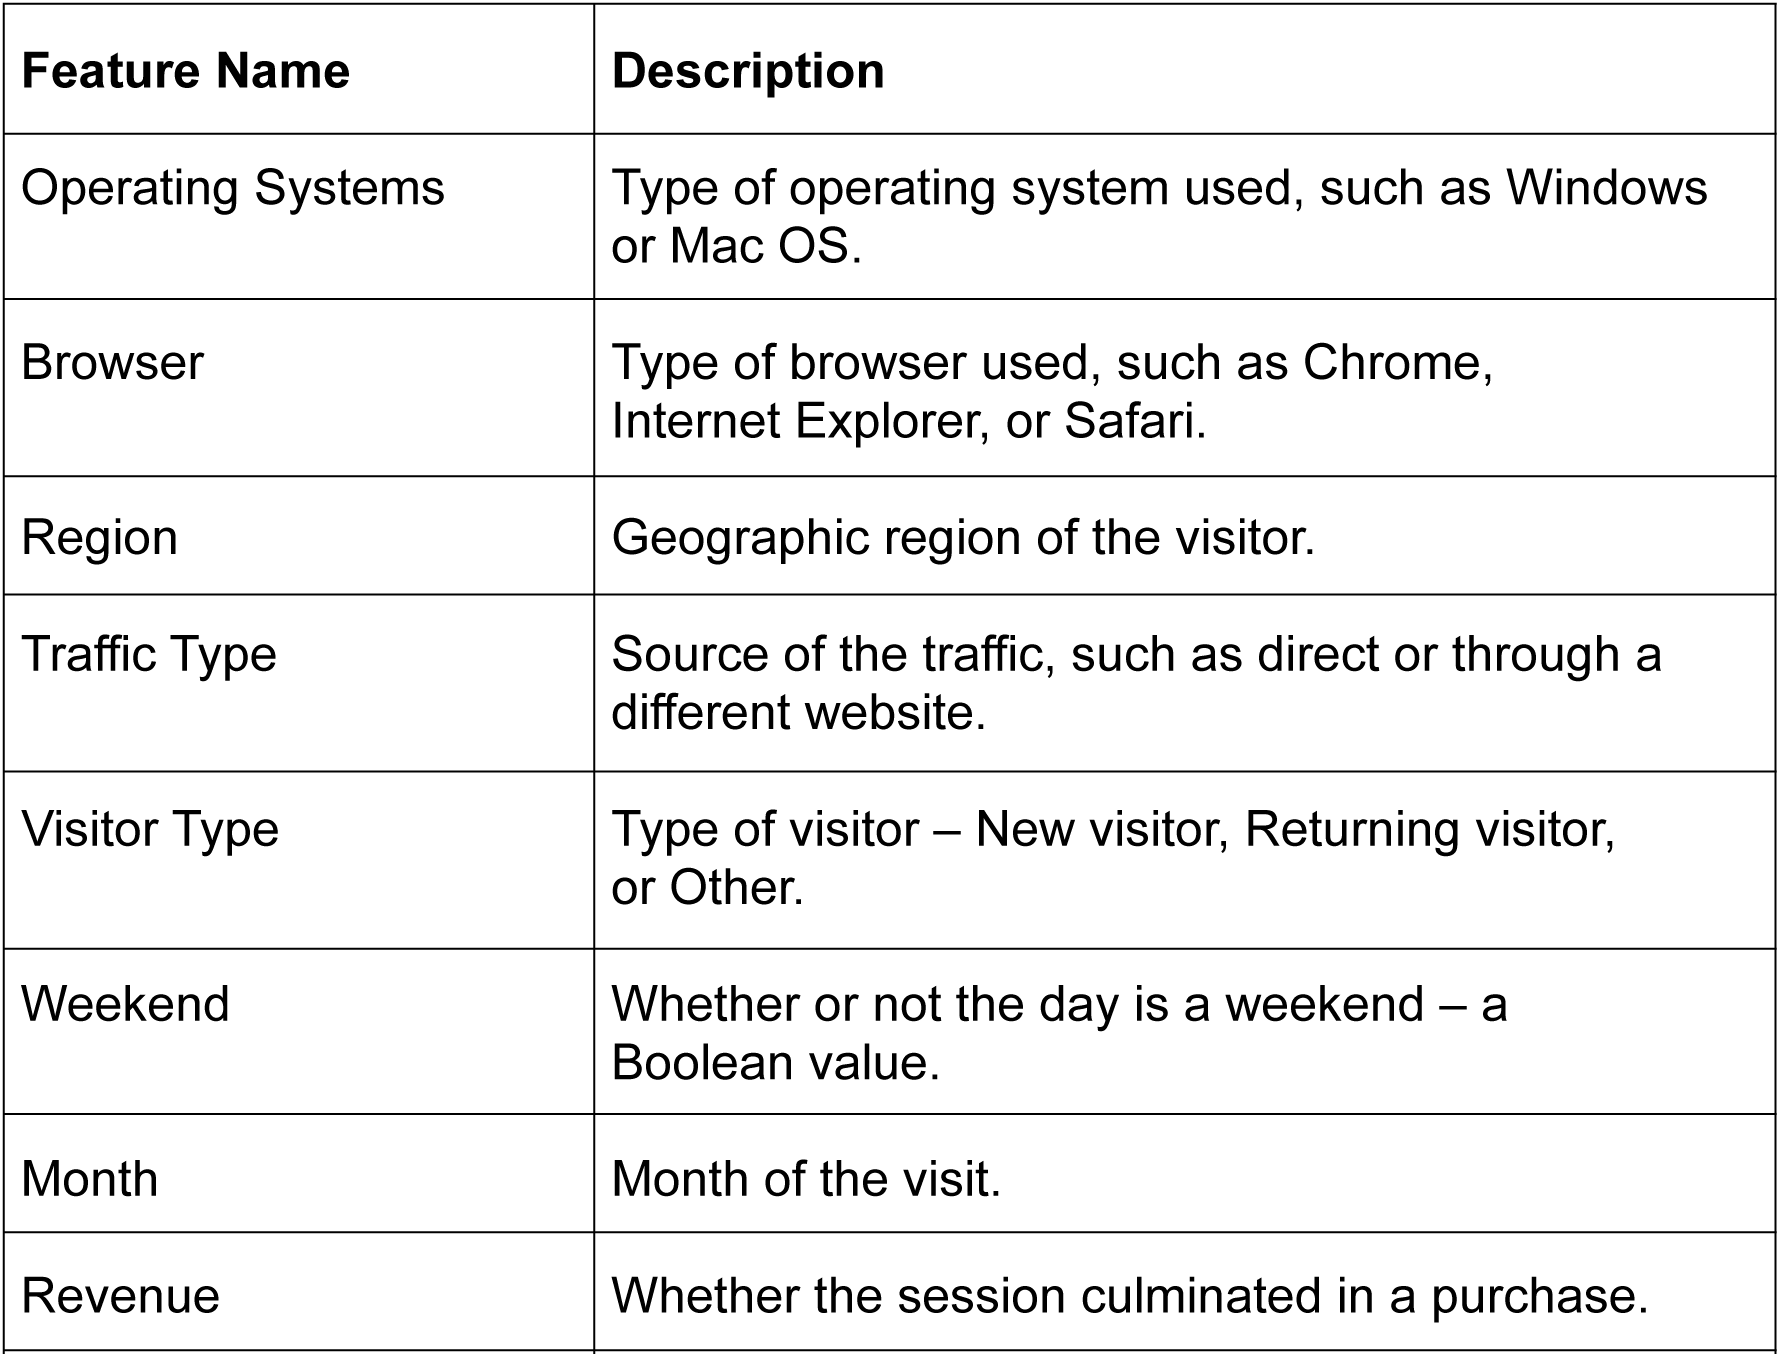 Feature Name
Description
Operating Systems
Type of operating system used, such as Windows
or Mac OS.
Browser
Type of browser used, such as Chrome,
Internet Explorer, or Safari.
Region
Geographic region of the visitor.
Traffic Type
Source of the traffic, such as direct or through a
different website.
Visitor Type
Type of visitor – New visitor, Returning visitor,
or Other.
Weekend
Whether or not the day is a weekend – a
Boolean value.
Month
Month of the visit.
Revenue
Whether the session culminated in a purchase.